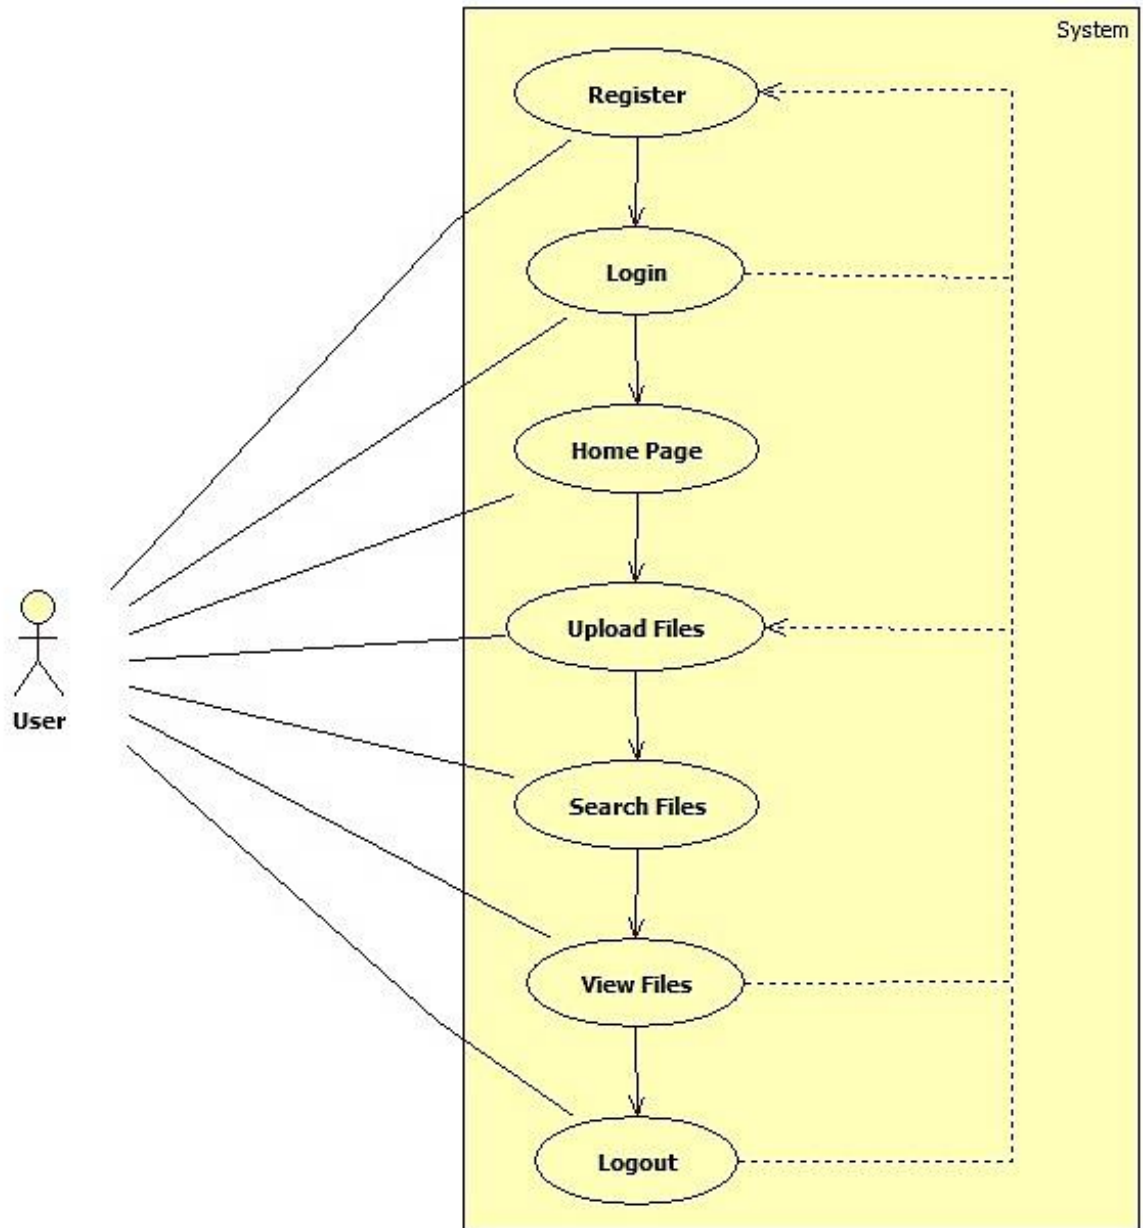 System
Register
Login
Home Page
Upload Files
User
Search Files
View Files
Logout